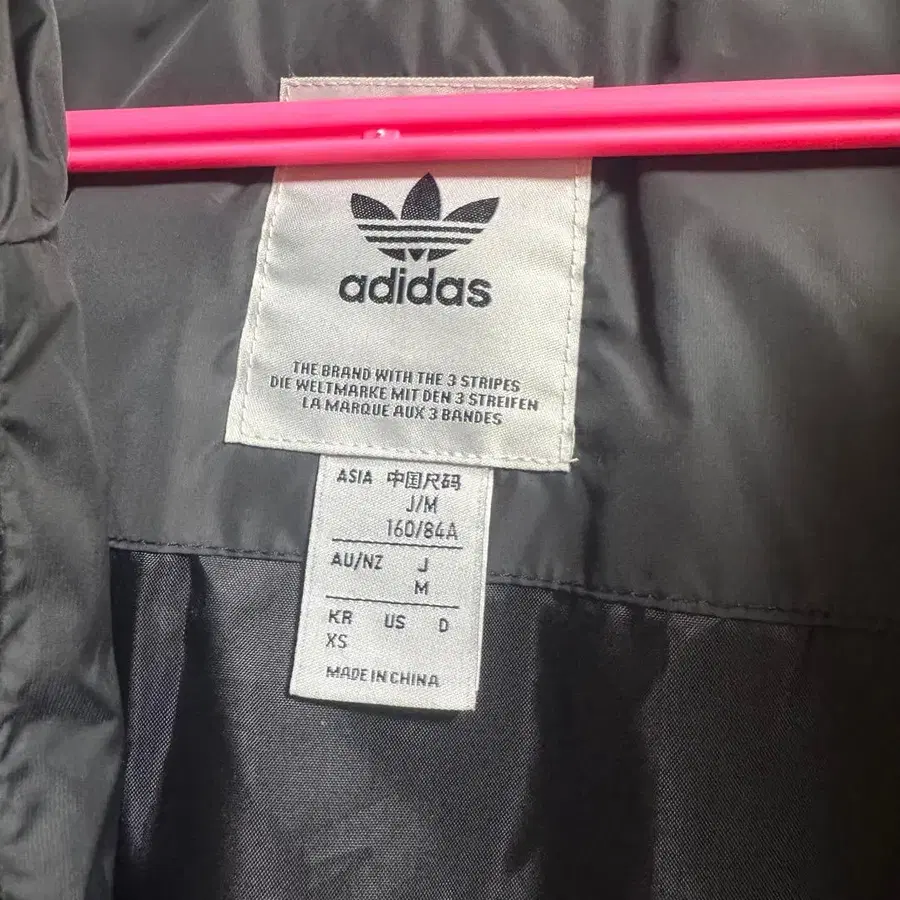 adidas
THE BRAND WITH THE 3 STRIPES
DIE WELTMARKE MIT DEN 3 STREIFEN
LA MARQUE AUX 3 BANDES
ASIA 中国尺码
J/M
160/84A
AU/NZ J
M
KR US D
XS
MADE IN CHINA